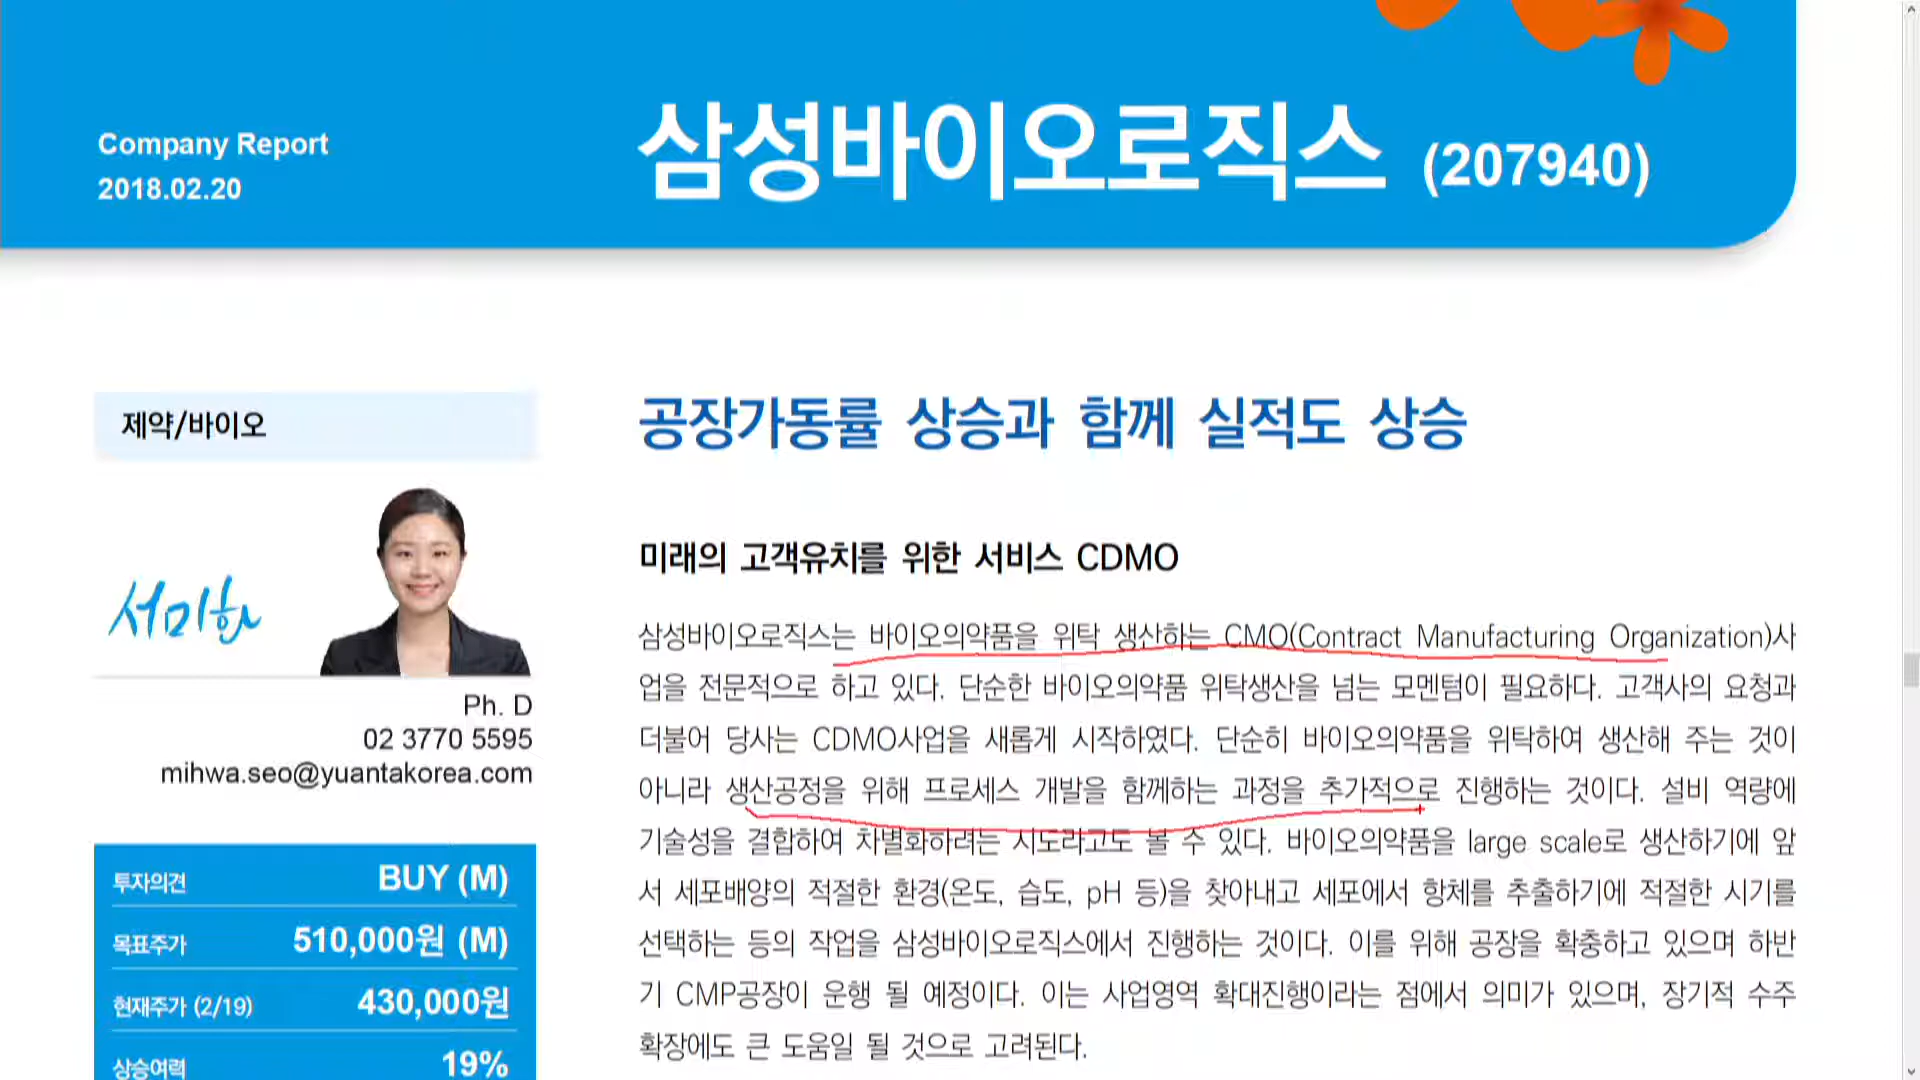 Company Report
2018.02.20
삼성바이오로직스 (207940)
제약/바이오
서미화
Ph. D
02 3770 5595
mihwa.seo@yuantakorea.com
투자의견 BUY (M)
목표주가 510,000원 (M)
현재주가 (2/19) 430,000원
상승여력 19%
공장가동률 상승과 함께 실적도 상승
미래의 고객유치를 위한 서비스 CDMO
삼성바이오로직스는 바이오의약품을 위탁 생산하는 CMO(Contract Manufacturing Organization)사
업을 전문적으로 하고 있다. 단순한 바이오의약품 위탁생산을 넘는 모멘텀이 필요하다. 고객사의 요청과
더불어 당사는 CDMO사업을 새롭게 시작하였다. 단순히 바이오의약품을 위탁하여 생산해 주는 것이
아니라 생산공정을 위해 프로세스 개발을 함께하는 과정을 추가적으로 진행하는 것이다. 설비 역량에
기술성을 결합하여 차별화하려는 시도라고도 볼 수 있다. 바이오의약품을 large scale로 생산하기에 앞
서 세포배양의 적절한 환경(온도, 습도, pH 등)을 찾아내고 세포에서 항체를 추출하기에 적절한 시기를
선택하는 등의 작업을 삼성바이오로직스에서 진행하는 것이다. 이를 위해 공장을 확충하고 있으며 하반
기 CMP공장이 운행 될 예정이다. 이는 사업영역 확대진행이라는 점에서 의미가 있으며, 장기적 수주
확장에도 큰 도움일 될 것으로 고려된다.